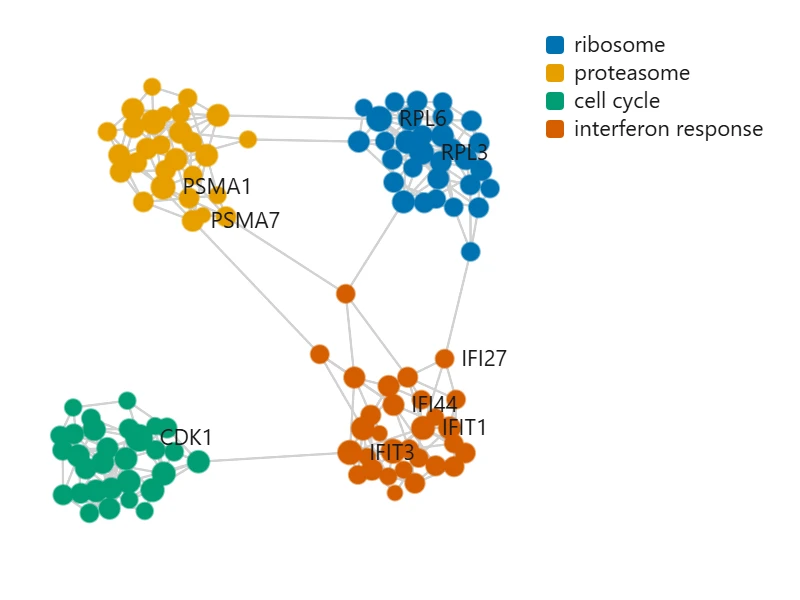 ribosome
proteasome
cell cycle
interferon response
RPL6
RPL3
PSMA1
PSMA7
IFI27
IFI44
IFIT1
CDK1
IFIT3